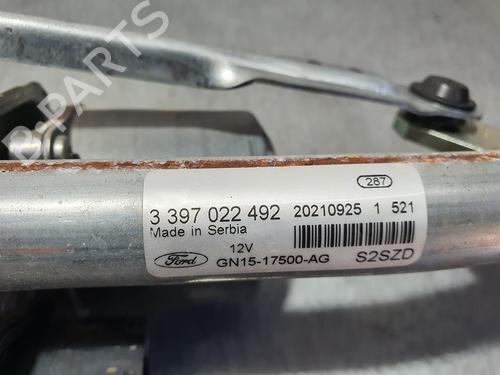 B-PARTS
287
3 397 022 492 20210925 1 521
Made in Serbia
12V
Ford GN15-17500-AG S2SZD